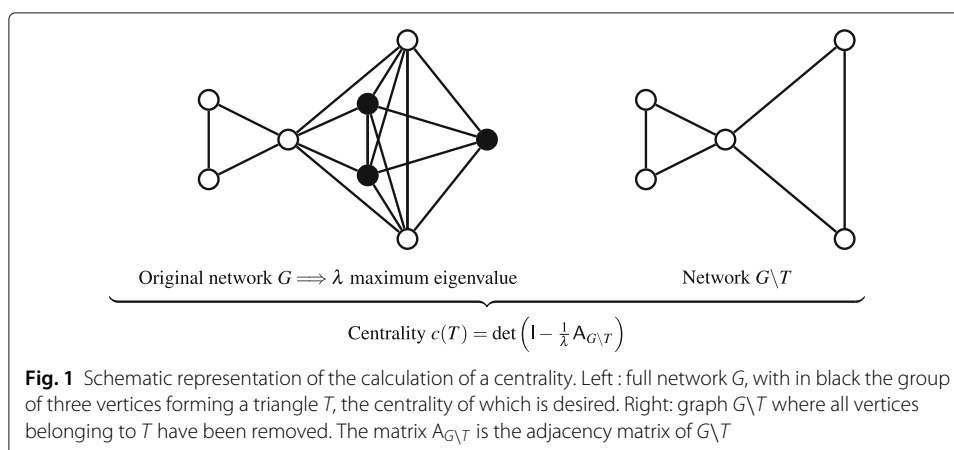 Original network G ⟹ λ maximum eigenvalue
Network G\T
Centrality c(T) = det (I − 1/λ A_{G\T})
Fig. 1 Schematic representation of the calculation of a centrality. Left : full network G, with in black the group
of three vertices forming a triangle T, the centrality of which is desired. Right: graph G\T where all vertices
belonging to T have been removed. The matrix A_{G\T} is the adjacency matrix of G\T